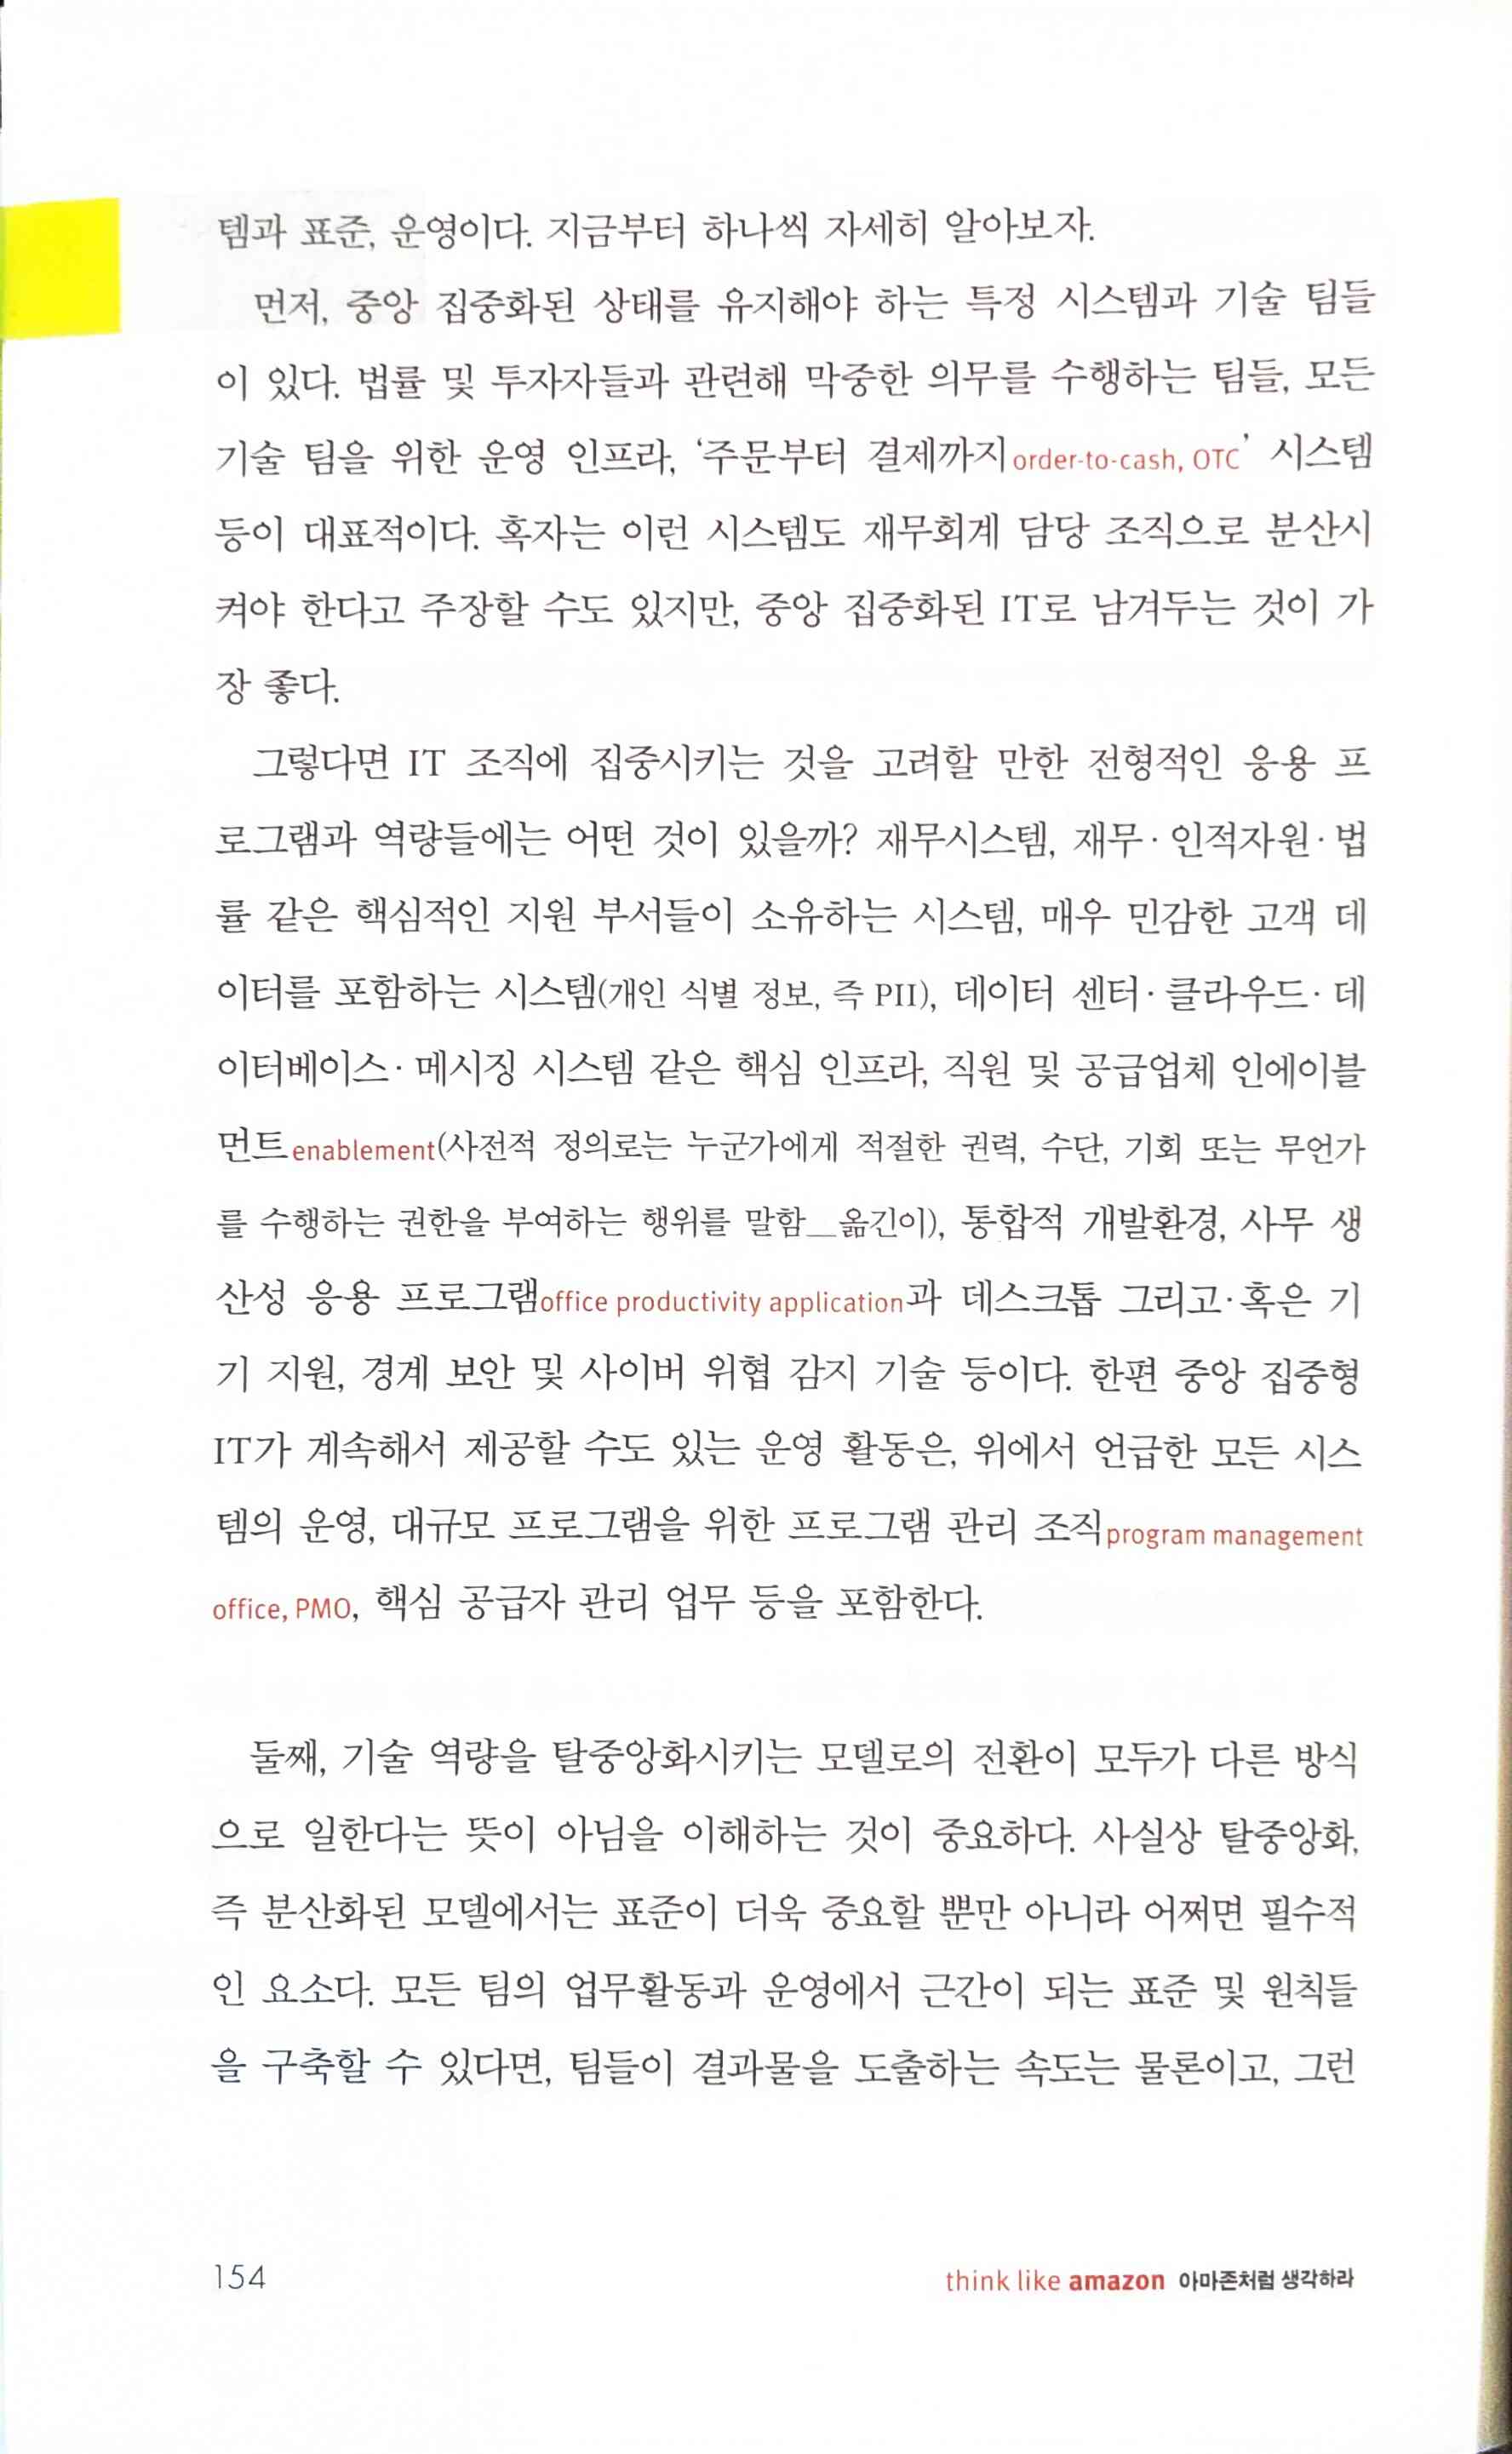 템과 표준, 운영이다. 지금부터 하나씩 자세히 알아보자.
먼저, 중앙 집중화된 상태를 유지해야 하는 특정 시스템과 기술 팀들
이 있다. 법률 및 투자자들과 관련해 막중한 의무를 수행하는 팀들, 모든
기술 팀을 위한 운영 인프라, ‘주문부터 결제까지order-to-cash, OTC’ 시스템
등이 대표적이다. 혹자는 이런 시스템도 재무회계 담당 조직으로 분산시
켜야 한다고 주장할 수도 있지만, 중앙 집중화된 IT로 남겨두는 것이 가
장 좋다.
그렇다면 IT 조직에 집중시키는 것을 고려할 만한 전형적인 응용 프
로그램과 역량들에는 어떤 것이 있을까? 재무시스템, 재무·인적자원·법
률 같은 핵심적인 지원 부서들이 소유하는 시스템, 매우 민감한 고객 데
이터를 포함하는 시스템(개인 식별 정보, 즉 PII), 데이터 센터·클라우드·데
이터베이스·메시징 시스템 같은 핵심 인프라, 직원 및 공급업체 인에이블
먼트enablement(사전적 정의로는 누군가에게 적절한 권력, 수단, 기회 또는 무언가
를 수행하는 권한을 부여하는 행위를 말함_옮긴이), 통합적 개발환경, 사무 생
산성 응용 프로그램office productivity application과 데스크톱 그리고·혹은 기
기 지원, 경계 보안 및 사이버 위협 감지 기술 등이다. 한편 중앙 집중형
IT가 계속해서 제공할 수도 있는 운영 활동은, 위에서 언급한 모든 시스
템의 운영, 대규모 프로그램을 위한 프로그램 관리 조직program management
office, PMO, 핵심 공급자 관리 업무 등을 포함한다.
둘째, 기술 역량을 탈중앙화시키는 모델로의 전환이 모두가 다른 방식
으로 일한다는 뜻이 아님을 이해하는 것이 중요하다. 사실상 탈중앙화,
즉 분산화된 모델에서는 표준이 더욱 중요할 뿐만 아니라 어쩌면 필수적
인 요소다. 모든 팀의 업무활동과 운영에서 근간이 되는 표준 및 원칙들
을 구축할 수 있다면, 팀들이 결과물을 도출하는 속도는 물론이고, 그런
154
think like amazon 아마존처럼 생각하라